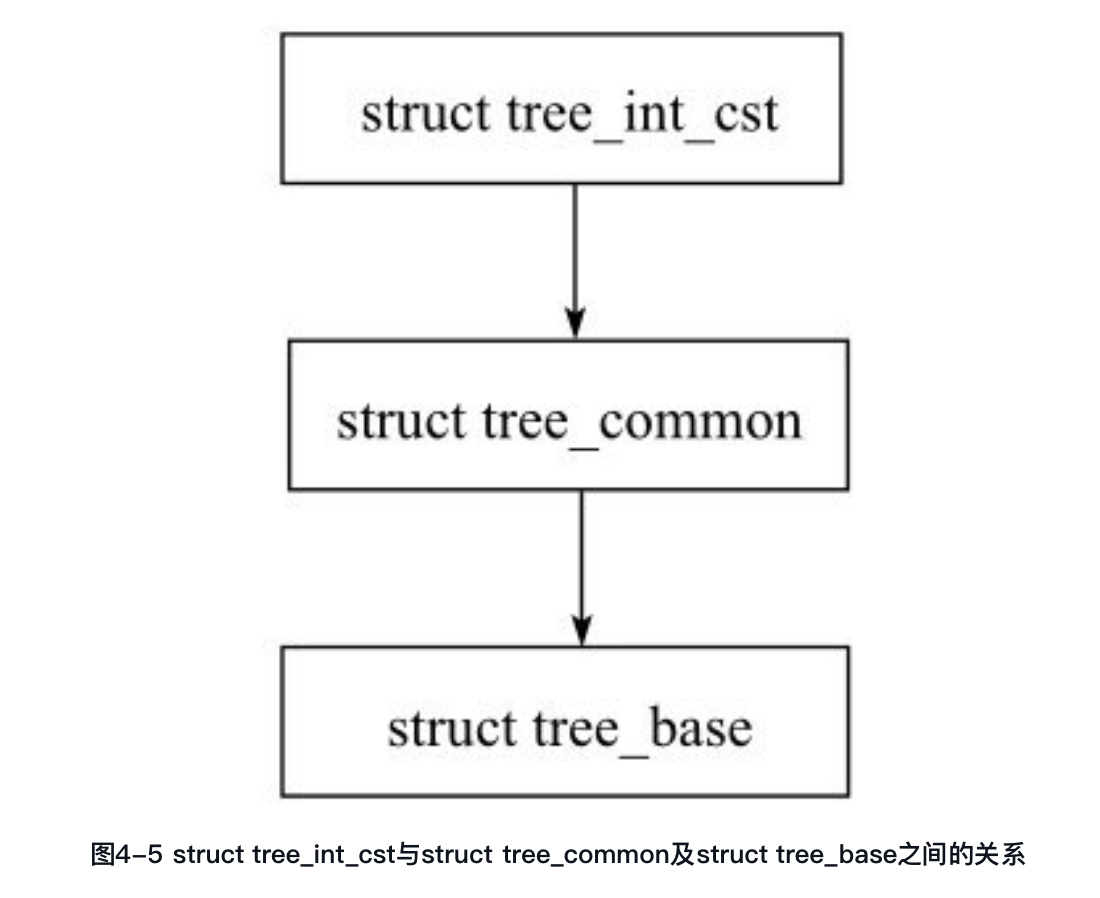 struct tree_int_cst
struct tree_common
struct tree_base
图4-5 struct tree_int_cst与struct tree_common及struct tree_base之间的关系